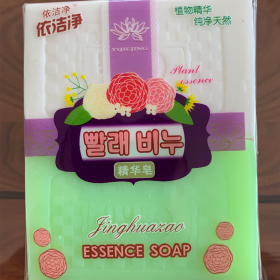 依洁净
依洁净
植物精华
纯净天然
YIJIEJING
Plant
essence
빨래 비누
精华皂
Jinghuazao
ESSENCE SOAP